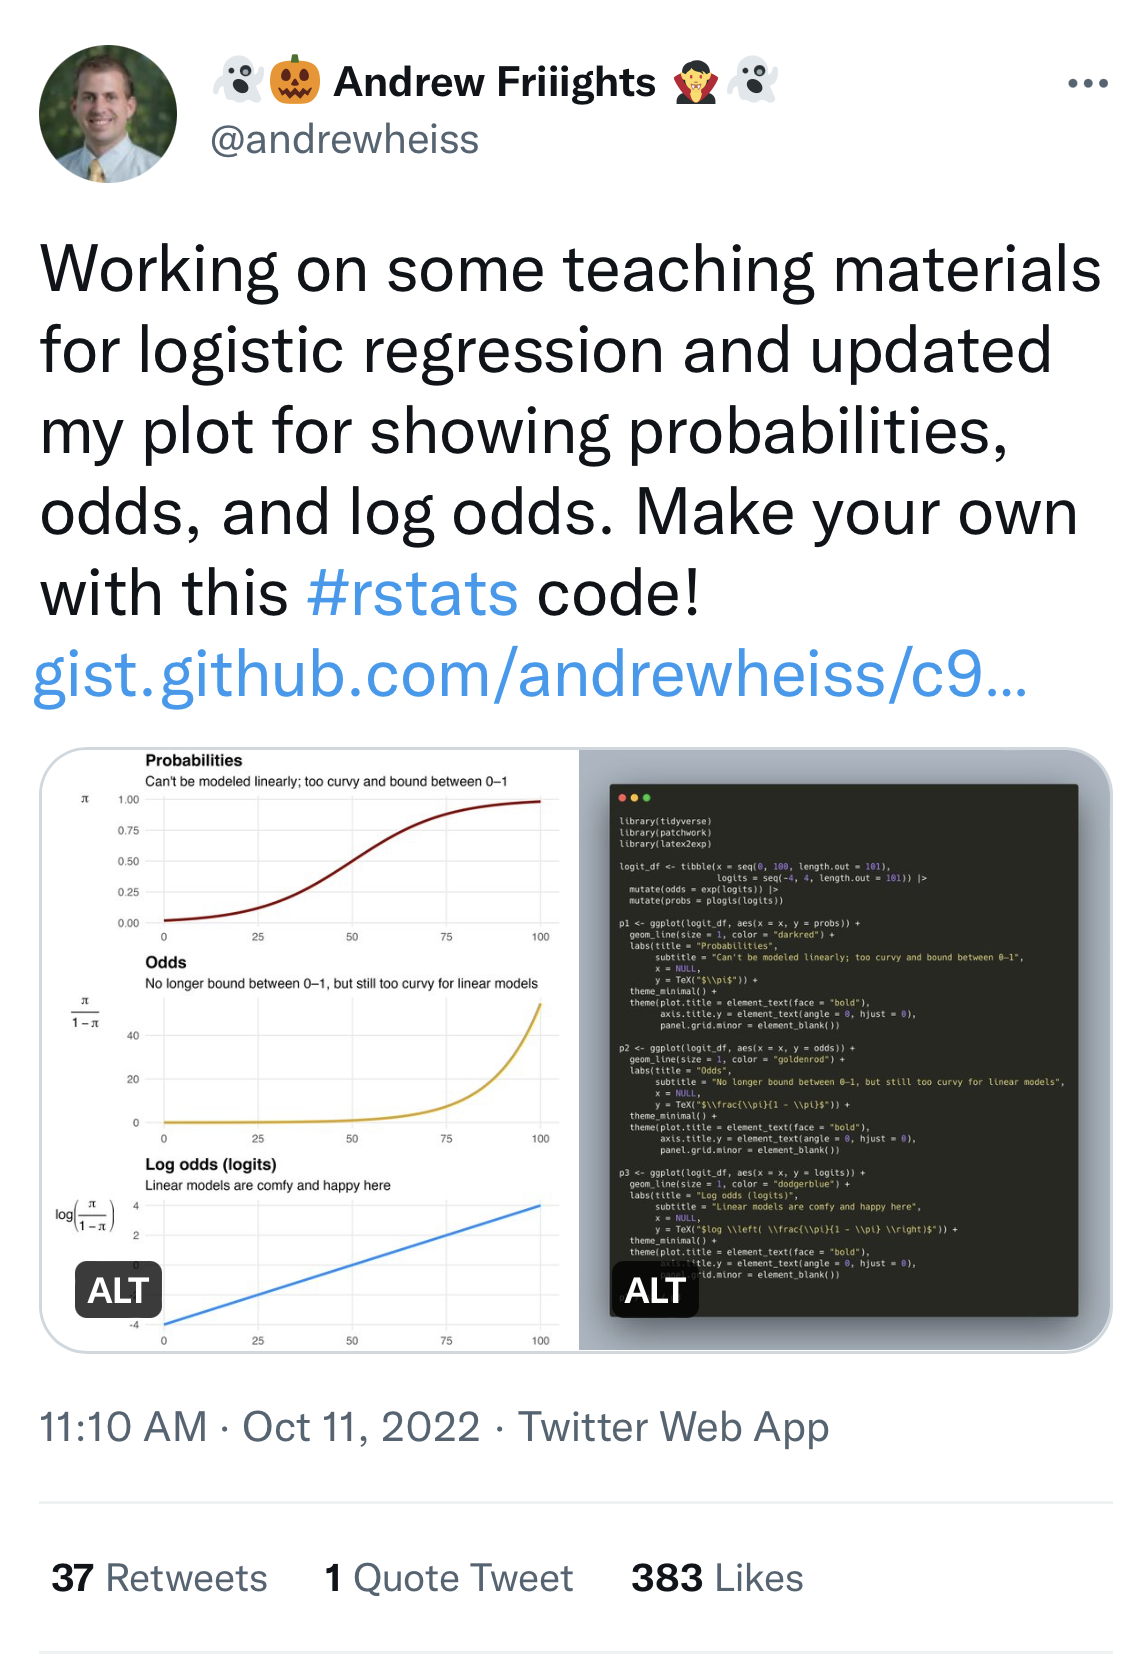 👻🎃 Andrew Friiights 🧛👻
@andrewheiss
Working on some teaching materials
for logistic regression and updated
my plot for showing probabilities,
odds, and log odds. Make your own
with this #rstats code!
gist.github.com/andrewheiss/c9…
Probabilities
Can't be modeled linearly; too curvy and bound between 0–1
π
1.00
0.75
0.50
0.25
0.00
0 25 50 75 100
Odds
No longer bound between 0–1, but still too curvy for linear models
π
1 − π
40
20
0
0 25 50 75 100
Log odds (logits)
Linear models are comfy and happy here
log(π / 1 − π)
4
2
0
-4
0 25 50 75 100
ALT
library(tidyverse)
library(patchwork)
library(latex2exp)
logit_df <- tibble(x = seq(0, 100, length.out = 101),
logits = seq(-4, 4, length.out = 101)) |>
mutate(odds = exp(logits)) |>
mutate(probs = plogis(logits))
p1 <- ggplot(logit_df, aes(x = x, y = probs)) +
geom_line(size = 1, color = "darkred") +
labs(title = "Probabilities",
subtitle = "Can't be modeled linearly; too curvy and bound between 0–1",
x = NULL,
y = TeX("$\\pi$")) +
theme_minimal() +
theme(plot.title = element_text(face = "bold"),
axis.title.y = element_text(angle = 0, hjust = 0),
panel.grid.minor = element_blank())
p2 <- ggplot(logit_df, aes(x = x, y = odds)) +
geom_line(size = 1, color = "goldenrod") +
labs(title = "Odds",
subtitle = "No longer bound between 0–1, but still too curvy for linear models",
x = NULL,
y = TeX("$\\frac{\\pi}{1 - \\pi}$")) +
theme_minimal() +
theme(plot.title = element_text(face = "bold"),
axis.title.y = element_text(angle = 0, hjust = 0),
panel.grid.minor = element_blank())
p3 <- ggplot(logit_df, aes(x = x, y = logits)) +
geom_line(size = 1, color = "dodgerblue") +
labs(title = "Log odds (logits)",
subtitle = "Linear models are comfy and happy here",
x = NULL,
y = TeX("$log \\left( \\frac{\\pi}{1 - \\pi} \\right)$")) +
theme_minimal() +
theme(plot.title = element_text(face = "bold"),
axis.title.y = element_text(angle = 0, hjust = 0),
panel.grid.minor = element_blank())
ALT
11:10 AM · Oct 11, 2022 · Twitter Web App
37 Retweets 1 Quote Tweet 383 Likes